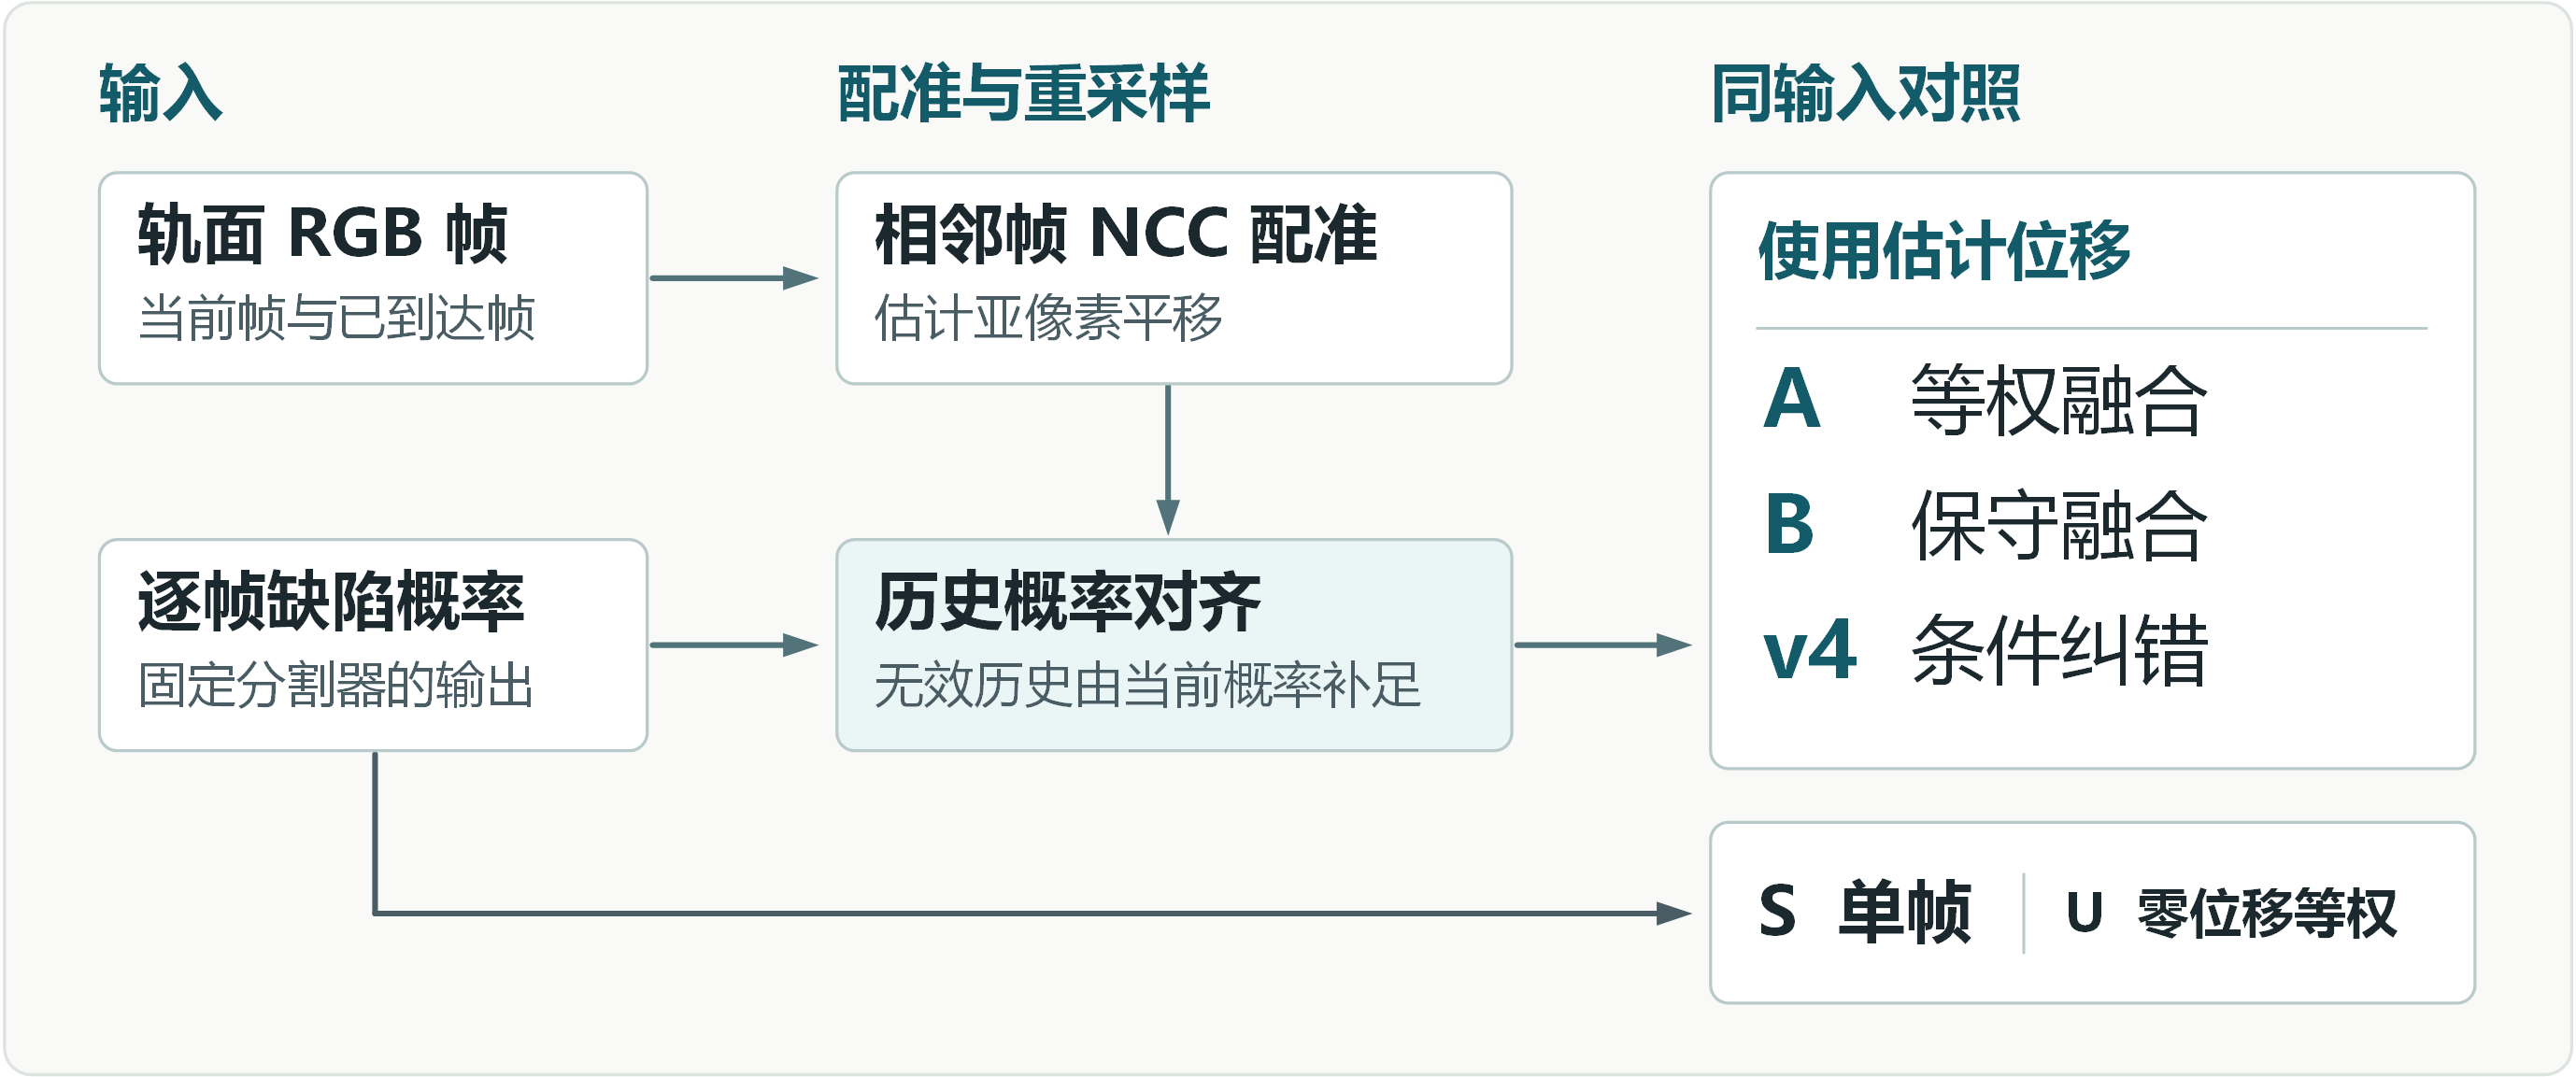 输入
轨面 RGB 帧
当前帧与已到达帧
逐帧缺陷概率
固定分割器的输出
配准与重采样
相邻帧 NCC 配准
估计亚像素平移
历史概率对齐
无效历史由当前概率补足
同输入对照
使用估计位移
A 等权融合
B 保守融合
v4 条件纠错
S 单帧 U 零位移等权